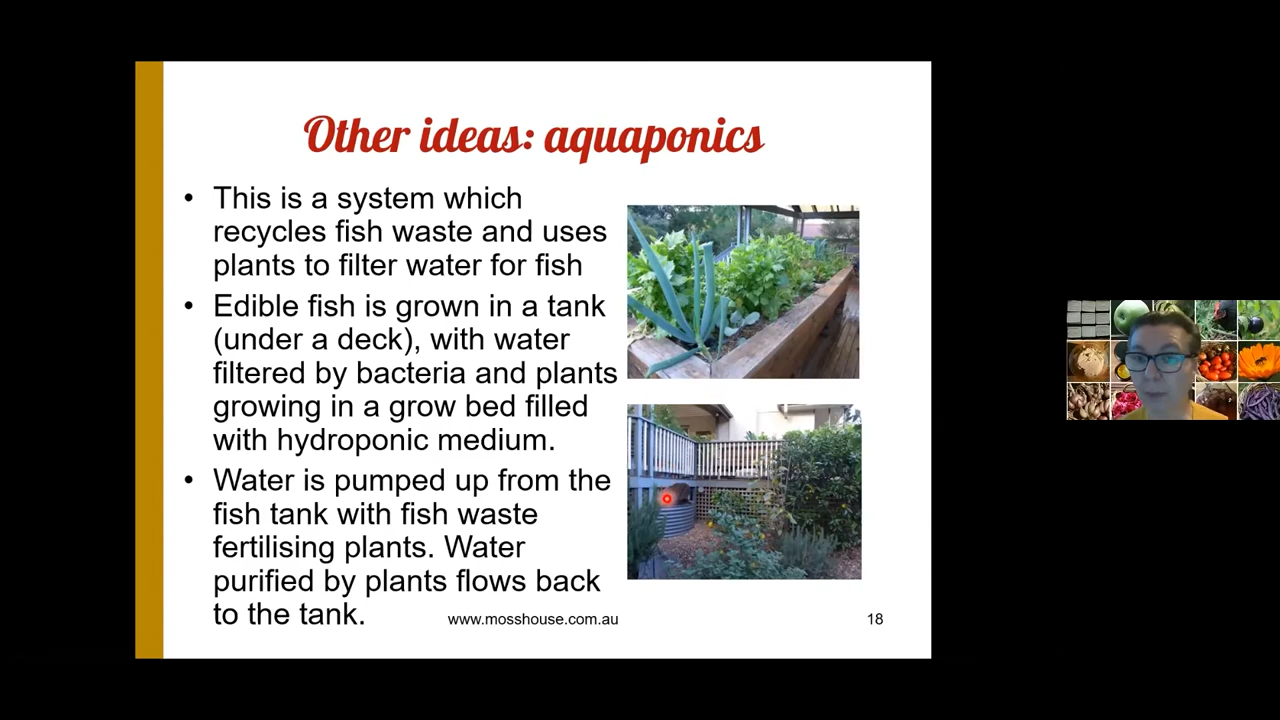 Other ideas: aquaponics
• This is a system which
recycles fish waste and uses
plants to filter water for fish
• Edible fish is grown in a tank
(under a deck), with water
filtered by bacteria and plants
growing in a grow bed filled
with hydroponic medium.
• Water is pumped up from the
fish tank with fish waste
fertilising plants. Water
purified by plants flows back
to the tank.
www.mosshouse.com.au
18